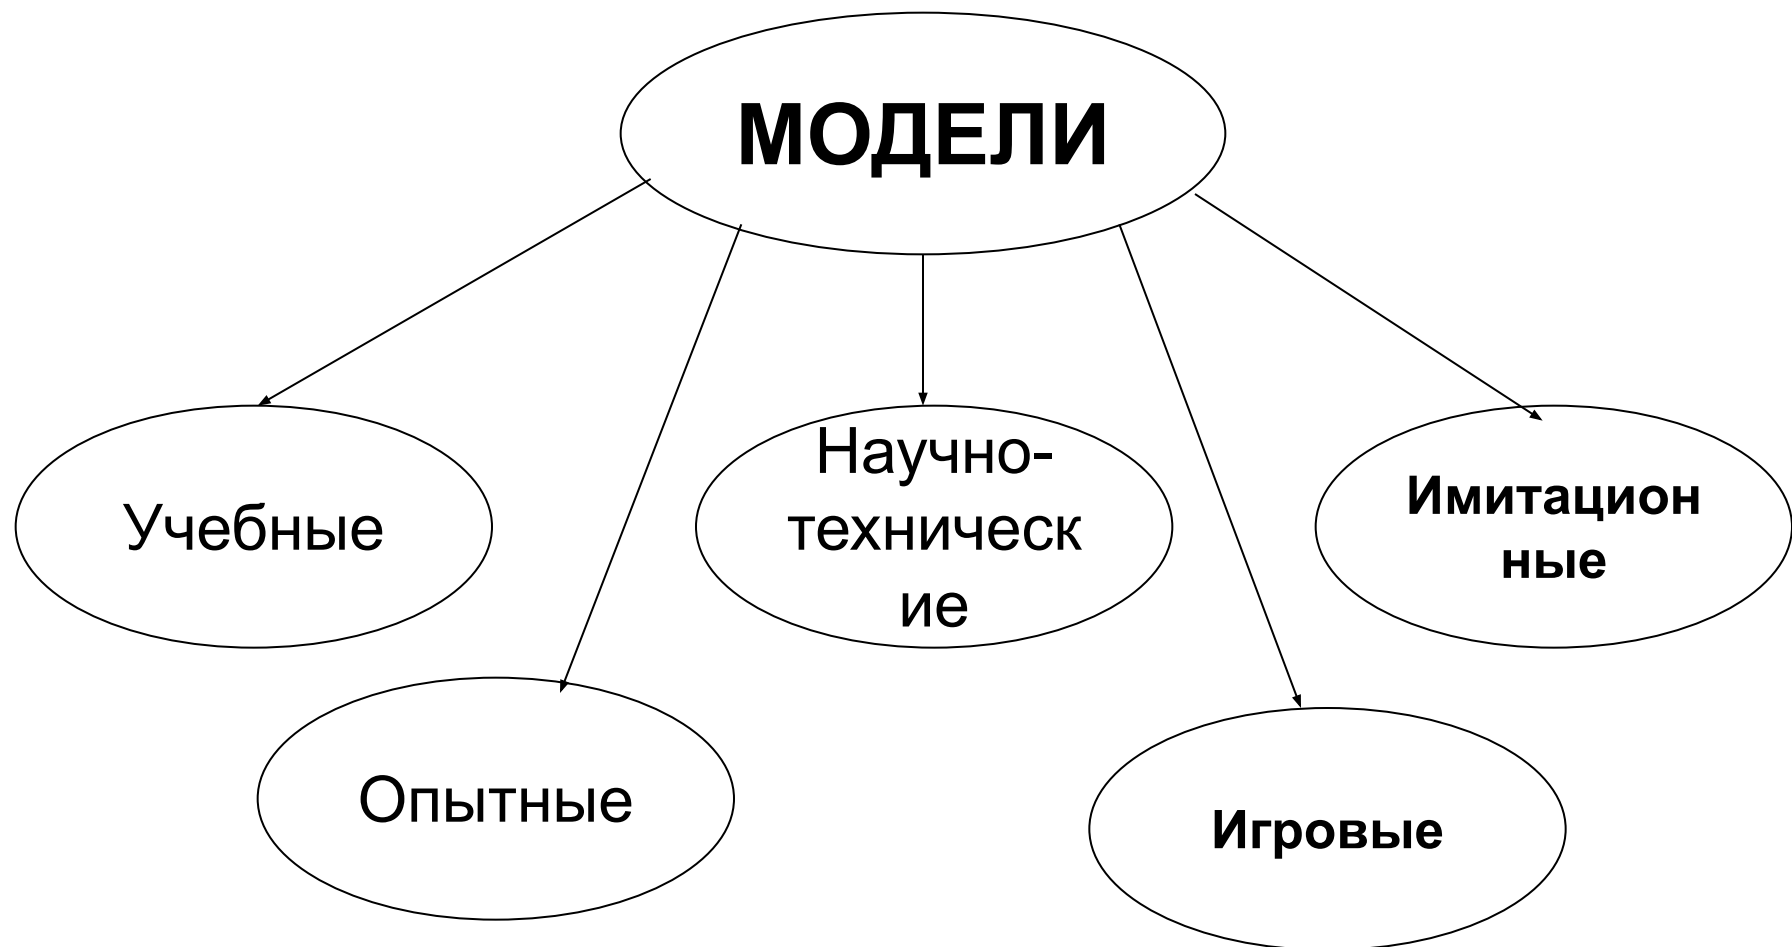 МОДЕЛИ
Учебные
Научно-
техническ
ие
Имитацион
ные
Опытные
Игровые